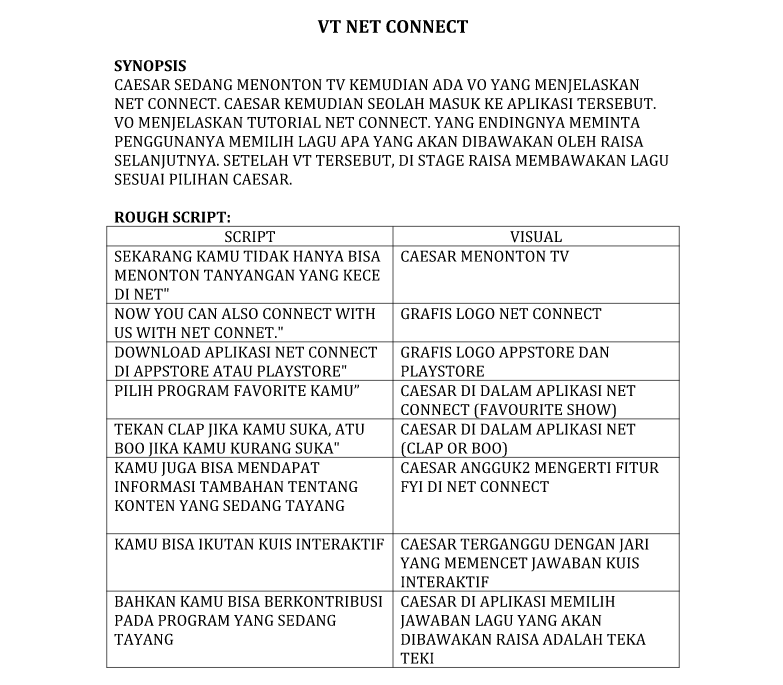 VT NET CONNECT
SYNOPSIS
CAESAR SEDANG MENONTON TV KEMUDIAN ADA VO YANG MENJELASKAN
NET CONNECT. CAESAR KEMUDIAN SEOLAH MASUK KE APLIKASI TERSEBUT.
VO MENJELASKAN TUTORIAL NET CONNECT. YANG ENDINGNYA MEMINTA
PENGGUNANYA MEMILIH LAGU APA YANG AKAN DIBAWAKAN OLEH RAISA
SELANJUTNYA. SETELAH VT TERSEBUT, DI STAGE RAISA MEMBAWAKAN LAGU
SESUAI PILIHAN CAESAR.
ROUGH SCRIPT:
SCRIPT
VISUAL
SEKARANG KAMU TIDAK HANYA BISA
MENONTON TANYANGAN YANG KECE
DI NET"
CAESAR MENONTON TV
NOW YOU CAN ALSO CONNECT WITH
US WITH NET CONNET."
GRAFIS LOGO NET CONNECT
DOWNLOAD APLIKASI NET CONNECT
DI APPSTORE ATAU PLAYSTORE"
GRAFIS LOGO APPSTORE DAN
PLAYSTORE
PILIH PROGRAM FAVORITE KAMU”
CAESAR DI DALAM APLIKASI NET
CONNECT (FAVOURITE SHOW)
TEKAN CLAP JIKA KAMU SUKA, ATU
BOO JIKA KAMU KURANG SUKA"
CAESAR DI DALAM APLIKASI NET
(CLAP OR BOO)
KAMU JUGA BISA MENDAPAT
INFORMASI TAMBAHAN TENTANG
KONTEN YANG SEDANG TAYANG
CAESAR ANGGUK2 MENGERTI FITUR
FYI DI NET CONNECT
KAMU BISA IKUTAN KUIS INTERAKTIF
CAESAR TERGANGGU DENGAN JARI
YANG MEMENCET JAWABAN KUIS
INTERAKTIF
BAHKAN KAMU BISA BERKONTRIBUSI
PADA PROGRAM YANG SEDANG
TAYANG
CAESAR DI APLIKASI MEMILIH
JAWABAN LAGU YANG AKAN
DIBAWAKAN RAISA ADALAH TEKA
TEKI